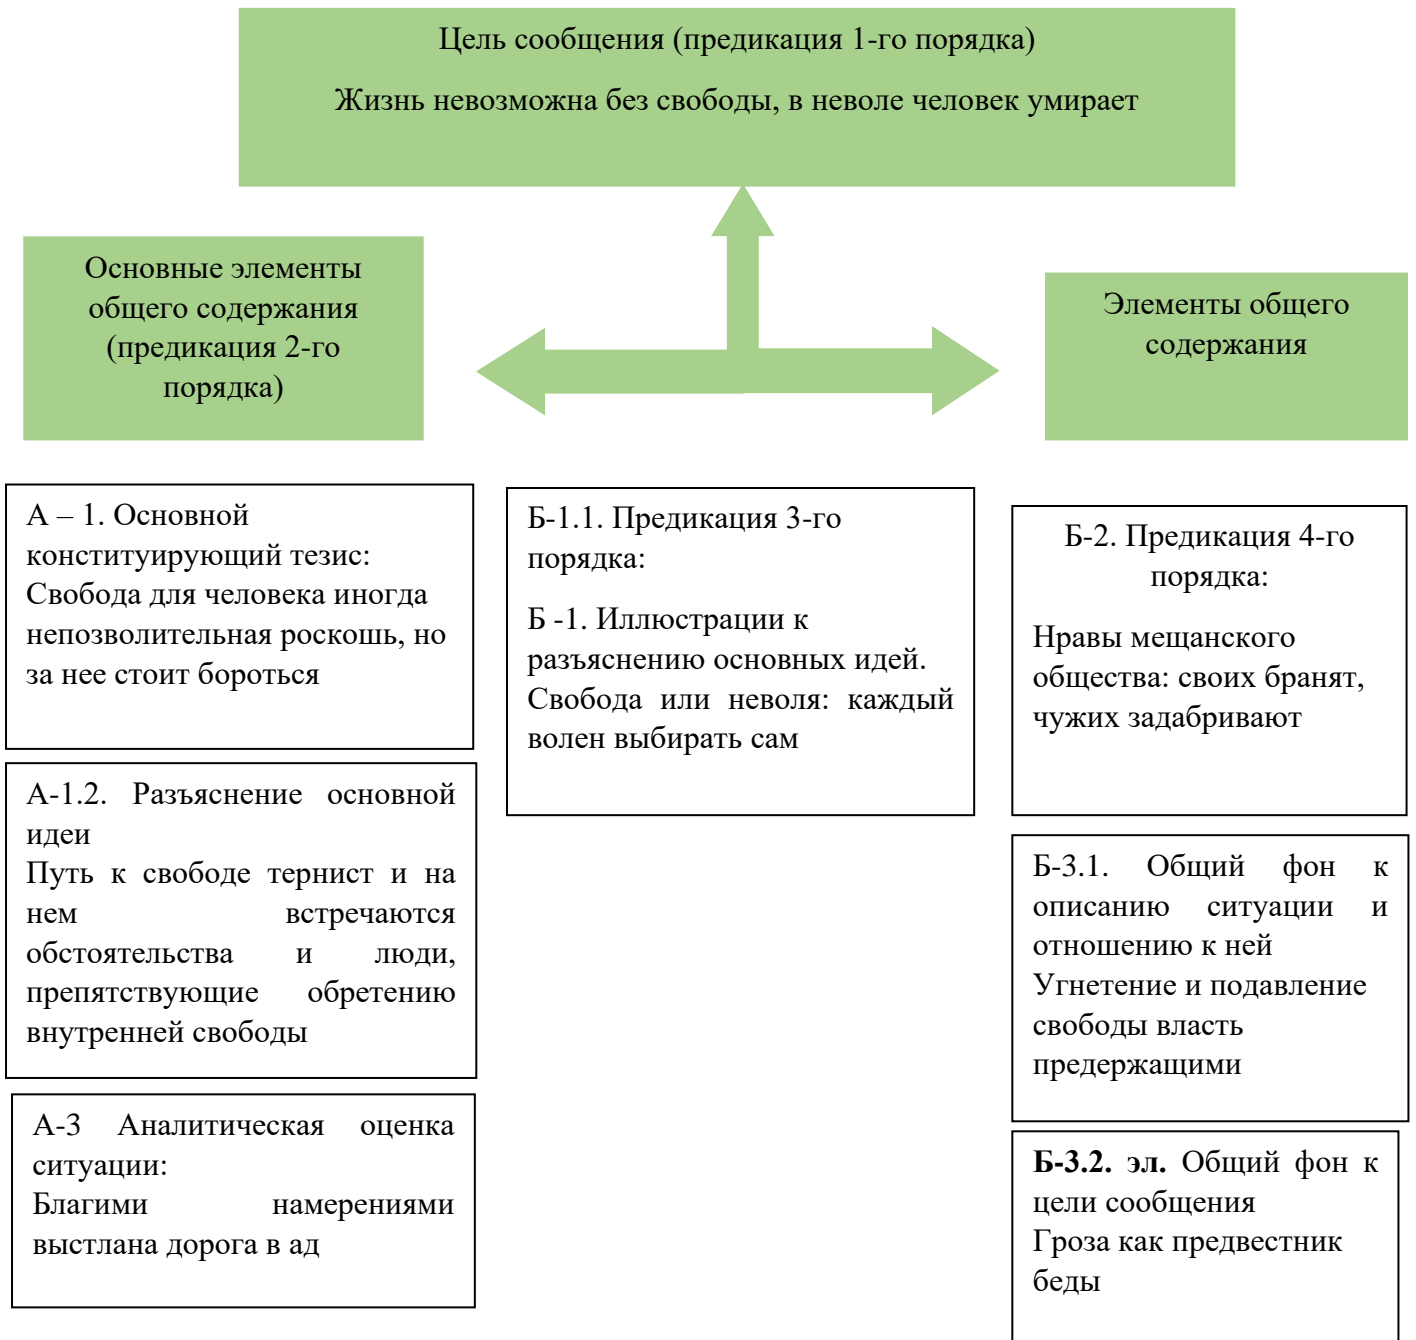 Цель сообщения (предикация 1-го порядка)
Жизнь невозможна без свободы, в неволе человек умирает
Основные элементы
общего содержания
(предикация 2-го
порядка)
Элементы общего
содержания
А – 1. Основной
конституирующий тезис:
Свобода для человека иногда
непозволительная роскошь, но
за нее стоит бороться
А-1.2. Разъяснение основной
идеи
Путь к свободе тернист и на
нем встречаются
обстоятельства и люди,
препятствующие обретению
внутренней свободы
А-3 Аналитическая оценка
ситуации:
Благими намерениями
выстлана дорога в ад
Б-1.1. Предикация 3-го
порядка:
Б -1. Иллюстрации к
разъяснению основных идей.
Свобода или неволя: каждый
волен выбирать сам
Б-2. Предикация 4-го
порядка:
Нравы мещанского
общества: своих бранят,
чужих задабривают
Б-3.1. Общий фон к
описанию ситуации и
отношению к ней
Угнетение и подавление
свободы власть
предержащими
Б-3.2. эл. Общий фон к
цели сообщения
Гроза как предвестник
беды